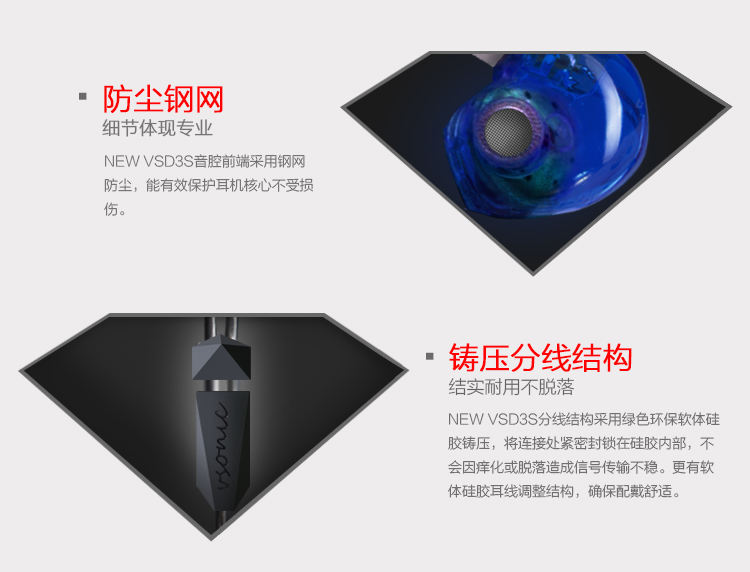 防尘钢网
细节体现专业
NEW VSD3S音腔前端采用钢网
防尘，能有效保护耳机核心不受损
伤。
vsonic
铸压分线结构
结实耐用不脱落
NEW VSD3S分线结构采用绿色环保软体硅
胶铸压，将连接处紧密封锁在硅胶内部，不
会因痒化或脱落造成信号传输不稳。更有软
体硅胶耳线调整结构，确保配戴舒适。